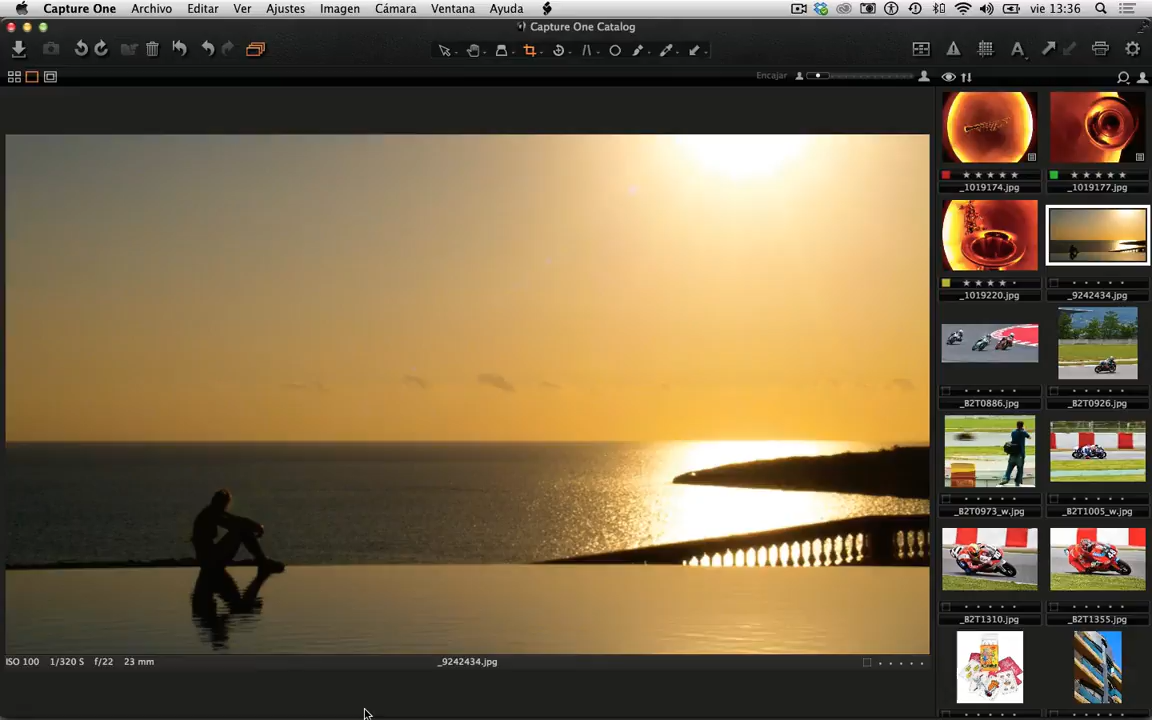 Capture One Archivo Editar Ver Ajustes Imagen Cámara Ventana Ayuda vie 13:36
Capture One Catalog
Encajar
_1019174.jpg _1019177.jpg
_1019220.jpg _9242434.jpg
_B2T0886.jpg _B2T0926.jpg
_B2T0973_w.jpg _B2T1005_w.jpg
_B2T1310.jpg _B2T1355.jpg
ISO 100 1/320 S f/22 23 mm _9242434.jpg